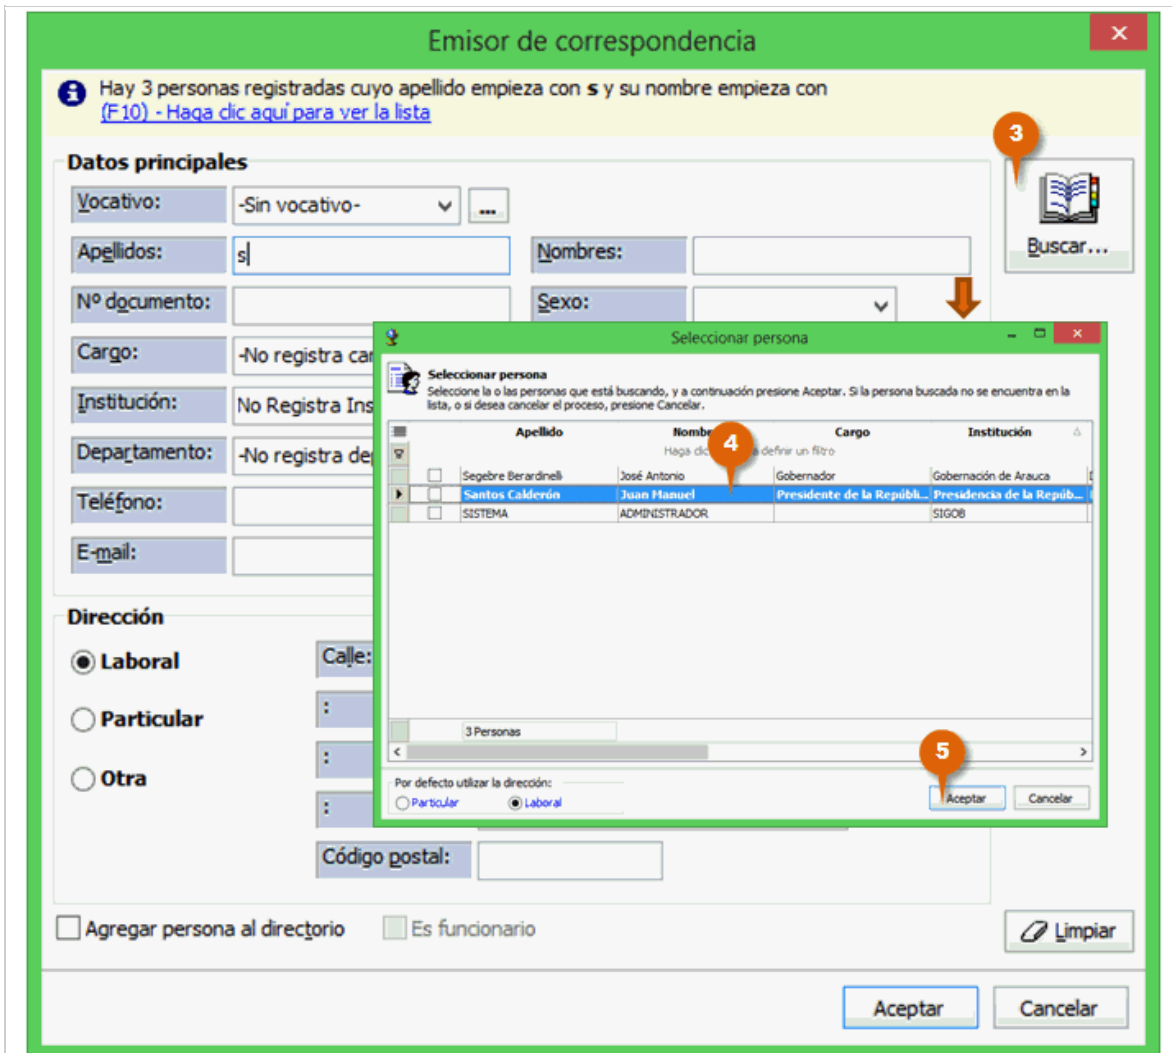 Emisor de correspondencia
Hay 3 personas registradas cuyo apellido empieza con s y su nombre empieza con
(F10) - Haga clic aquí para ver la lista
3
Datos principales
Vocativo: -Sin vocativo- ...
Buscar...
Apellidos: s Nombres:
Nº documento: Sexo:
Cargo: -No registra car
Institución: No Registra Ins
Departamento: -No registra de
Teléfono:
E-mail:
Seleccionar persona
Seleccionar persona
Seleccione la o las personas que está buscando, y a continuación presione Aceptar. Si la persona buscada no se encuentra en la
lista, o si desea cancelar el proceso, presione Cancelar.
Apellido Nombre Cargo Institución
4
Haga clic definir un filtro
Segebre Berardinelli José Antonio Gobernador Gobernación de Arauca
Santos Calderón Juan Manuel Presidente de la Repúbli... Presidencia de la Repúb...
SISTEMA ADMINISTRADOR SIGOB
3 Personas
5
Por defecto utilizar la dirección:
Particular Laboral Aceptar Cancelar
Dirección
Laboral Calle:
Particular :
Otra :
:
Código postal:
Agregar persona al directorio Es funcionario Limpiar
Aceptar Cancelar